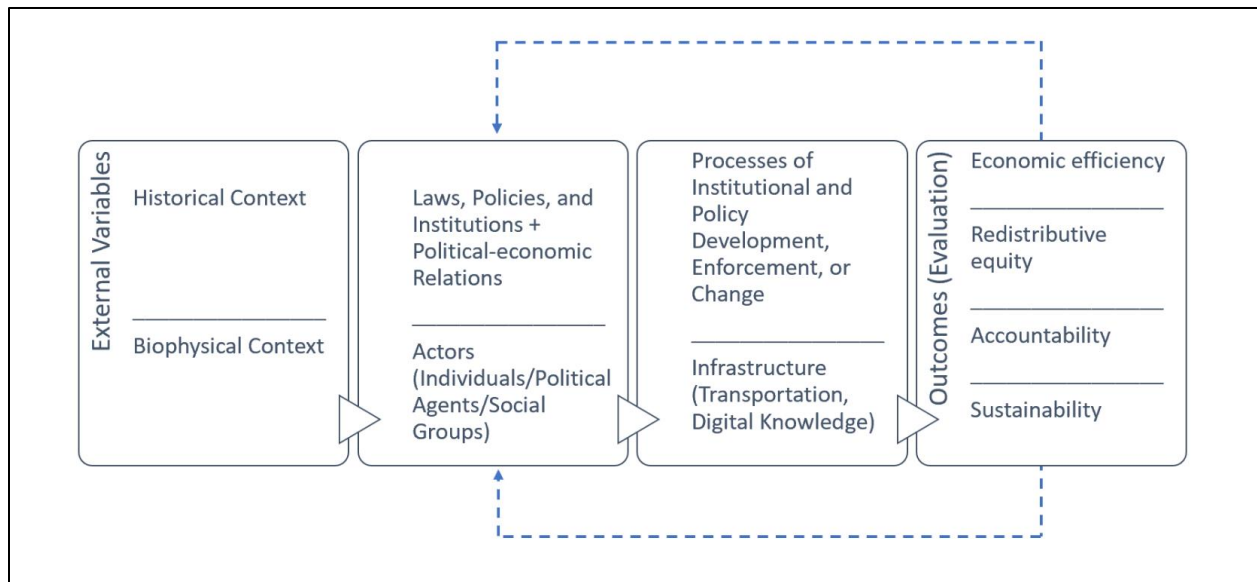 External Variables
Historical Context
Biophysical Context
Laws, Policies, and
Institutions +
Political-economic
Relations
Actors
(Individuals/Political
Agents/Social
Groups)
Processes of
Institutional and
Policy
Development,
Enforcement, or
Change
Infrastructure
(Transportation,
Digital Knowledge)
Outcomes (Evaluation)
Economic efficiency
Redistributive
equity
Accountability
Sustainability